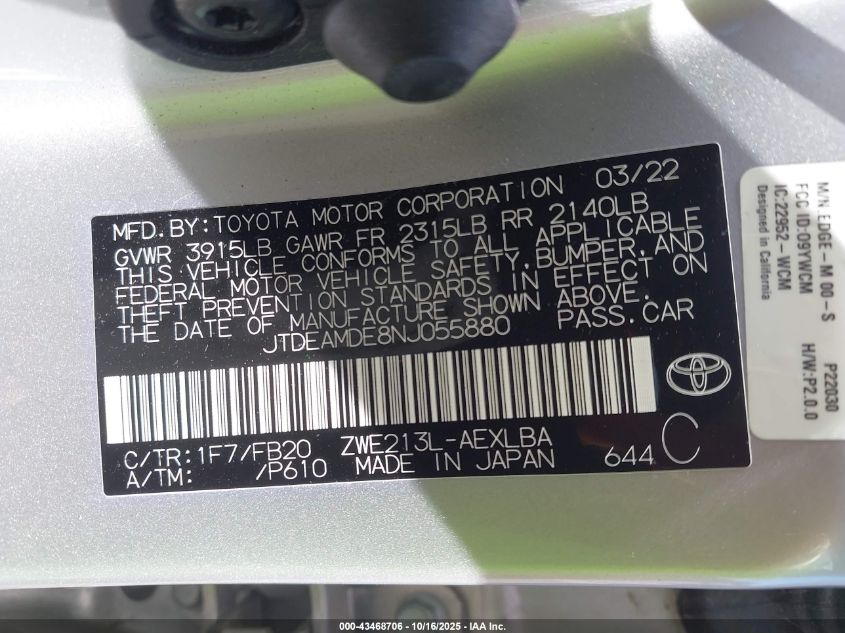 MFD.BY:TOYOTA MOTOR CORPORATION 03/22
GVWR 3915LB GAWR FR 2315LB RR 2140LB
THIS VEHICLE CONFORMS TO ALL APPLICABLE
FEDERAL MOTOR VEHICLE SAFETY,BUMPER,AND
THEFT PREVENTION STANDARDS IN EFFECT ON
THE DATE OF MANUFACTURE SHOWN ABOVE.
JTDEAMDE8NJ055880 PASS.CAR
C/TR:1F7/FB20 ZWE213L-AEXLBA
A/TM: /P610 MADE IN JAPAN 644 C
M/N.EDGE-M 00-S P22030
FCC ID:O9YWCM H/W:P2.0.0
IC:22952-WCM
Designed in California
000-43468706 - 10/16/2025 - IAA Inc.